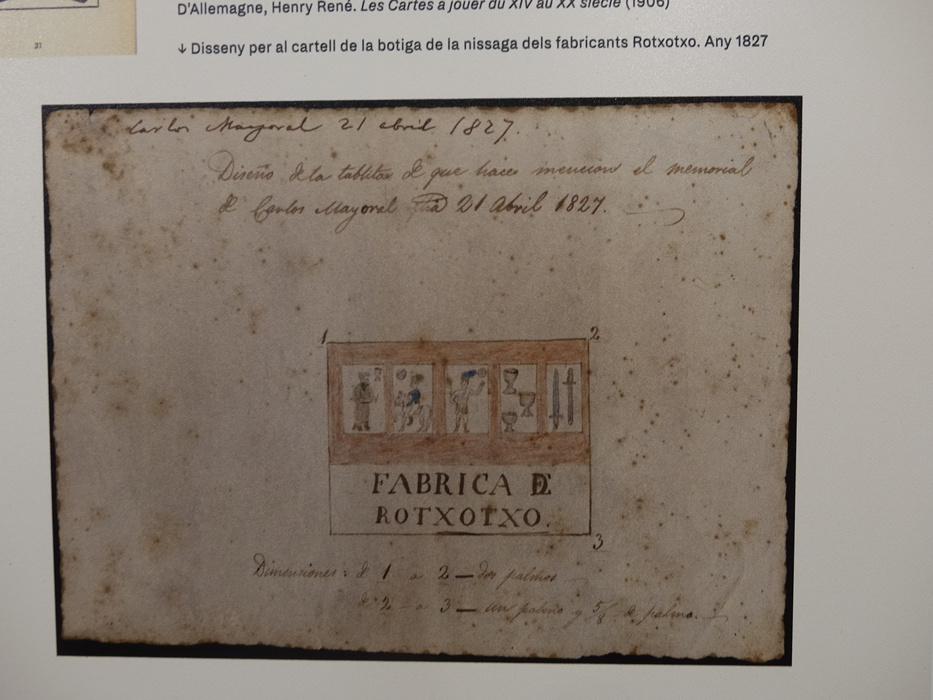 D'Allemagne, Henry René. Les Cartes à jouer du XIV au XX siècle (1906)
31
↓ Disseny per al cartell de la botiga de la nissaga dels fabricants Rotxotxo. Any 1827
Carlos Mayoral 21 abril 1827.
Diseño de la tablita de que hace mencion el memorial
de Carlos Mayoral 21 Abril 1827.
1 2
FABRICA DE
ROTXOTXO.
3
Dimensiones: de 1 a 2 — dos palmos
de 2 a 3 — un palmo y 5/8 de palmo.